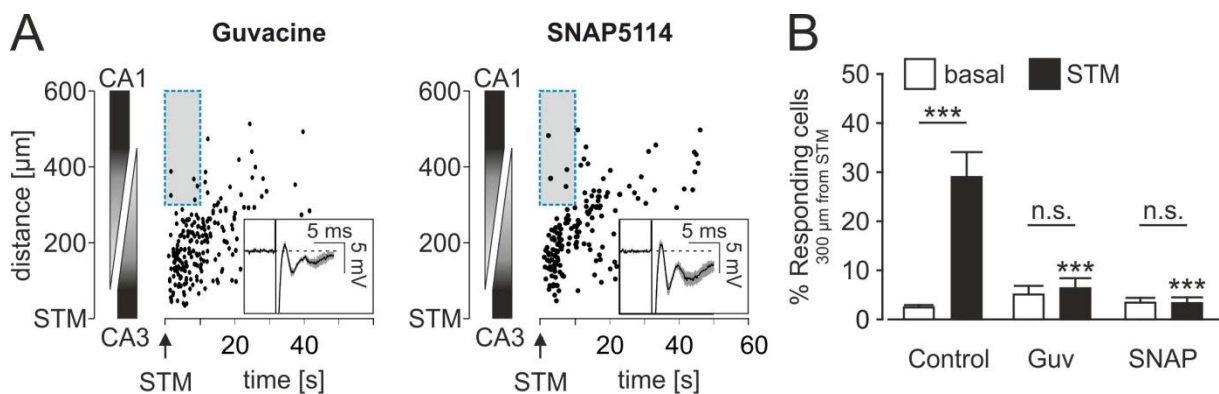 A
Guvacine
SNAP5114
B
CA1
600
400
200
STM
CA3
distance [µm]
5 ms
5 mV
20
40
STM
time [s]
CA1
600
400
200
STM
CA3
5 ms
5 mV
20
40
60
STM
time [s]
basal
STM
% Responding cells
300 µm from STM
50
40
30
20
10
0
***
n.s.
***
n.s.
***
Control
Guv
SNAP